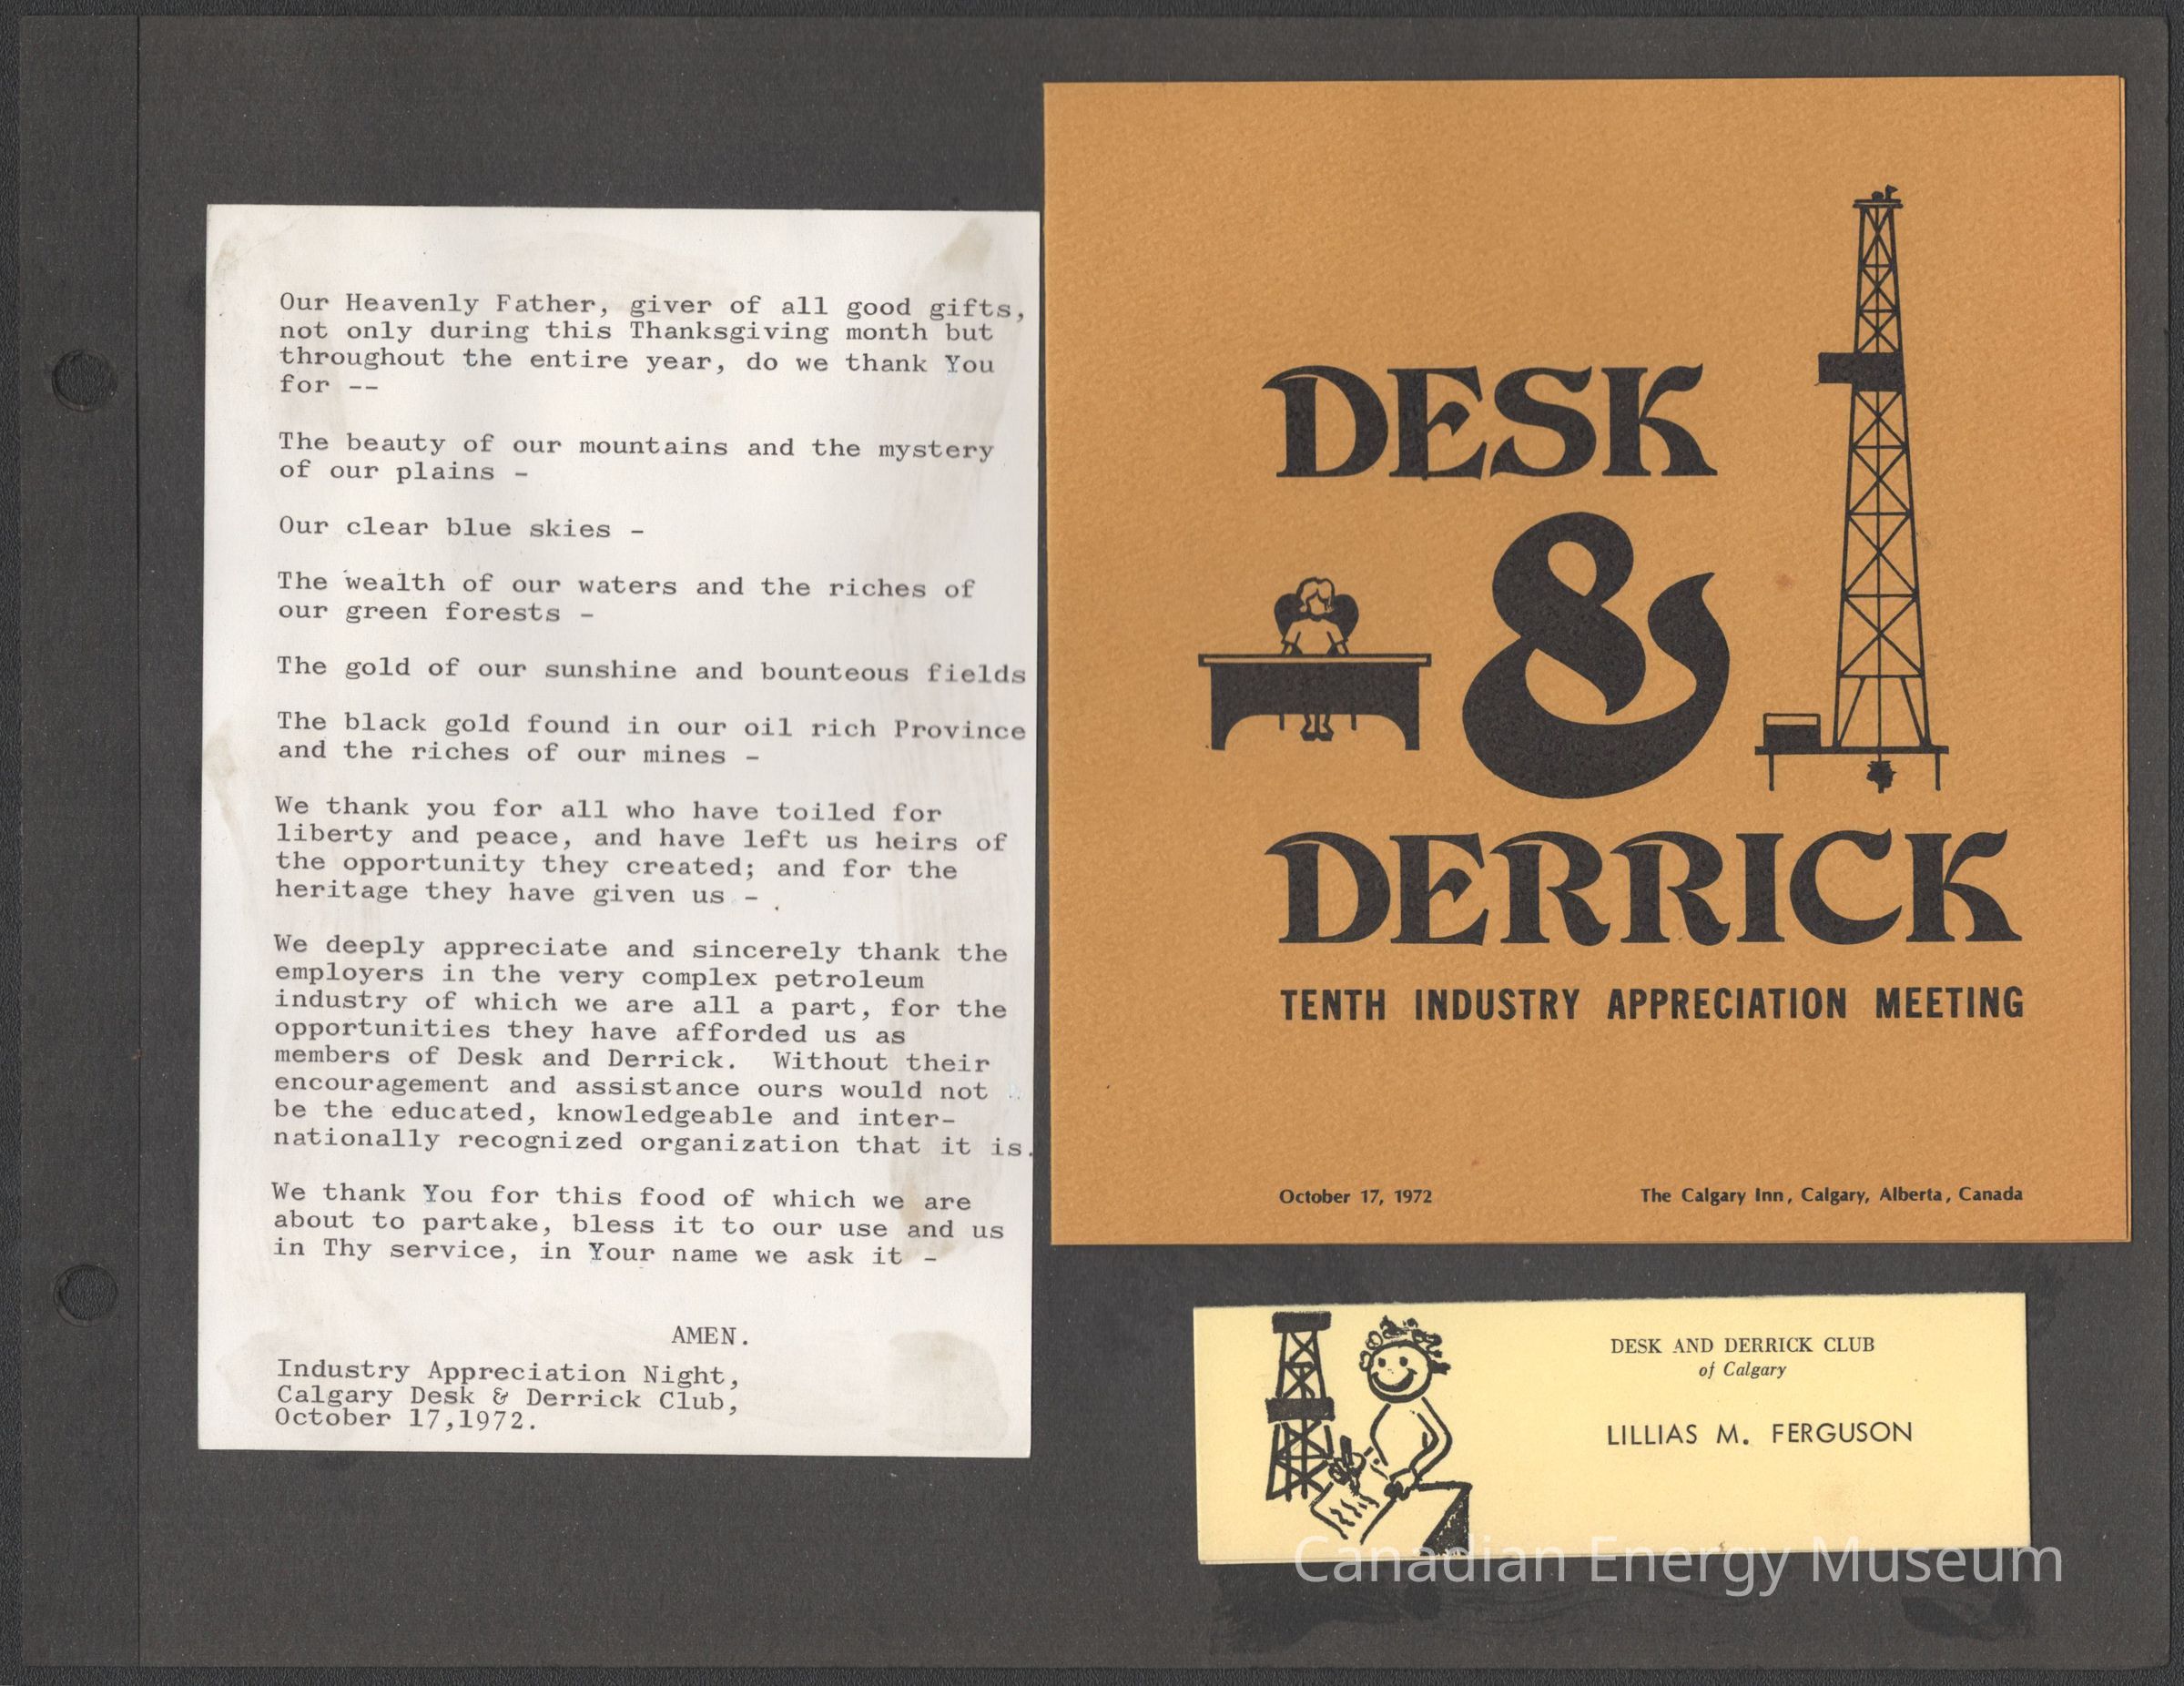 Our Heavenly Father, giver of all good gifts,
not only during this Thanksgiving month but
throughout the entire year, do we thank You
for --
The beauty of our mountains and the mystery
of our plains -
Our clear blue skies -
The wealth of our waters and the riches of
our green forests -
The gold of our sunshine and bounteous fields
The black gold found in our oil rich Province
and the riches of our mines -
We thank you for all who have toiled for
liberty and peace, and have left us heirs of
the opportunity they created; and for the
heritage they have given us -
We deeply appreciate and sincerely thank the
employers in the very complex petroleum
industry of which we are all a part, for the
opportunities they have afforded us as
members of Desk and Derrick.  Without their
encouragement and assistance ours would not
be the educated, knowledgeable and inter-
nationally recognized organization that it is.
We thank You for this food of which we are
about to partake, bless it to our use and us
in Thy service, in Your name we ask it -
AMEN.
Industry Appreciation Night,
Calgary Desk & Derrick Club,
October 17,1972.
DESK
&
DERRICK
TENTH INDUSTRY APPRECIATION MEETING
October 17, 1972
The Calgary Inn, Calgary, Alberta, Canada
DESK AND DERRICK CLUB
of Calgary
LILLIAS M. FERGUSON
Canadian Energy Museum